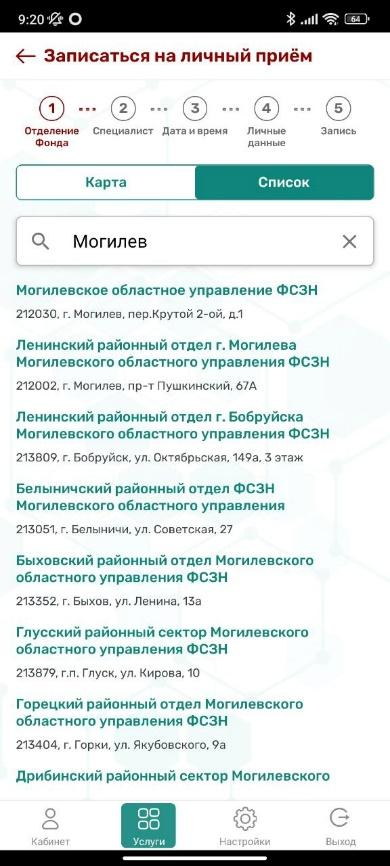 9:20
64
Записаться на личный приём
1
2
3
4
5
Отделение
Фонда
Специалист
Дата и время
Личные
данные
Запись
Карта
Список
Могилев
Могилевское областное управление ФСЗН
212030, г. Могилев, пер.Крутой 2-ой, д.1
Ленинский районный отдел г. Могилева
Могилевского областного управления ФСЗН
212002, г. Могилев, пр-т Пушкинский, 67А
Ленинский районный отдел г. Бобруйска
Могилевского областного управления ФСЗН
213809, г. Бобруйск, ул. Октябрьская, 149а, 3 этаж
Белыничский районный отдел ФСЗН
Могилевского областного управления
213051, г. Белыничи, ул. Советская, 27
Быховский районный отдел Могилевского
областного управления ФСЗН
213352, г. Быхов, ул. Ленина, 13а
Глусский районный сектор Могилевского
областного управления ФСЗН
213879, г.п. Глуск, ул. Кирова, 10
Горецкий районный отдел Могилевского
областного управления ФСЗН
213404, г. Горки, ул. Якубовского, 9а
Дрибинский районный сектор Могилевского
Кабинет
Услуги
Настройки
Выход